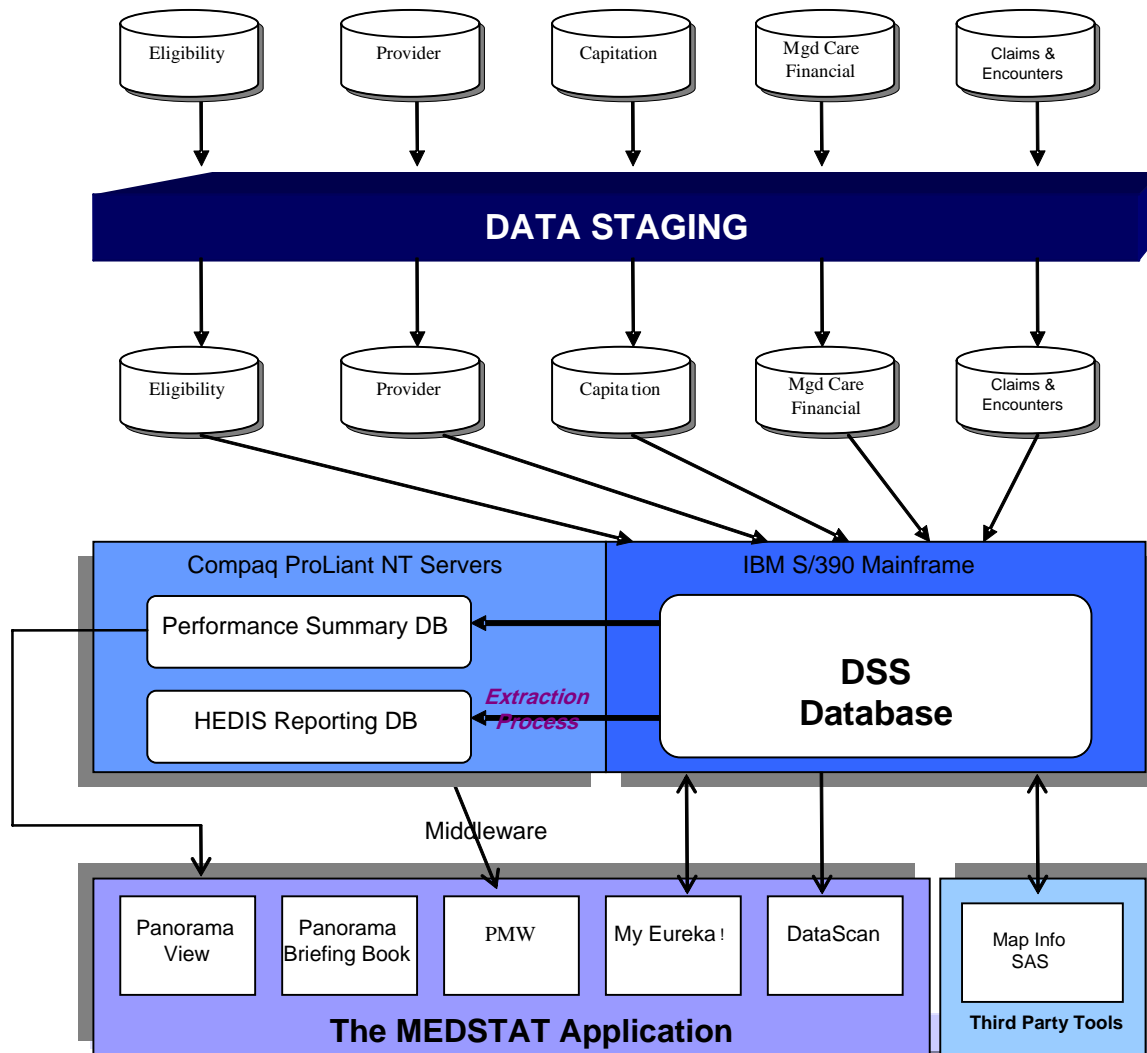 Eligibility
Provider
Capitation
Mgd Care
Financial
Claims &
Encounters
DATA STAGING
Eligibility
Provider
Capitation
Mgd Care
Financial
Claims &
Encounters
Compaq ProLiant NT Servers
IBM S/390 Mainframe
Performance Summary DB
DSS
Database
HEDIS Reporting DB
Extraction
Process
Middleware
Panorama
View
Panorama
Briefing Book
PMW
My Eureka!
DataScan
Map Info
SAS
The MEDSTAT Application
Third Party Tools